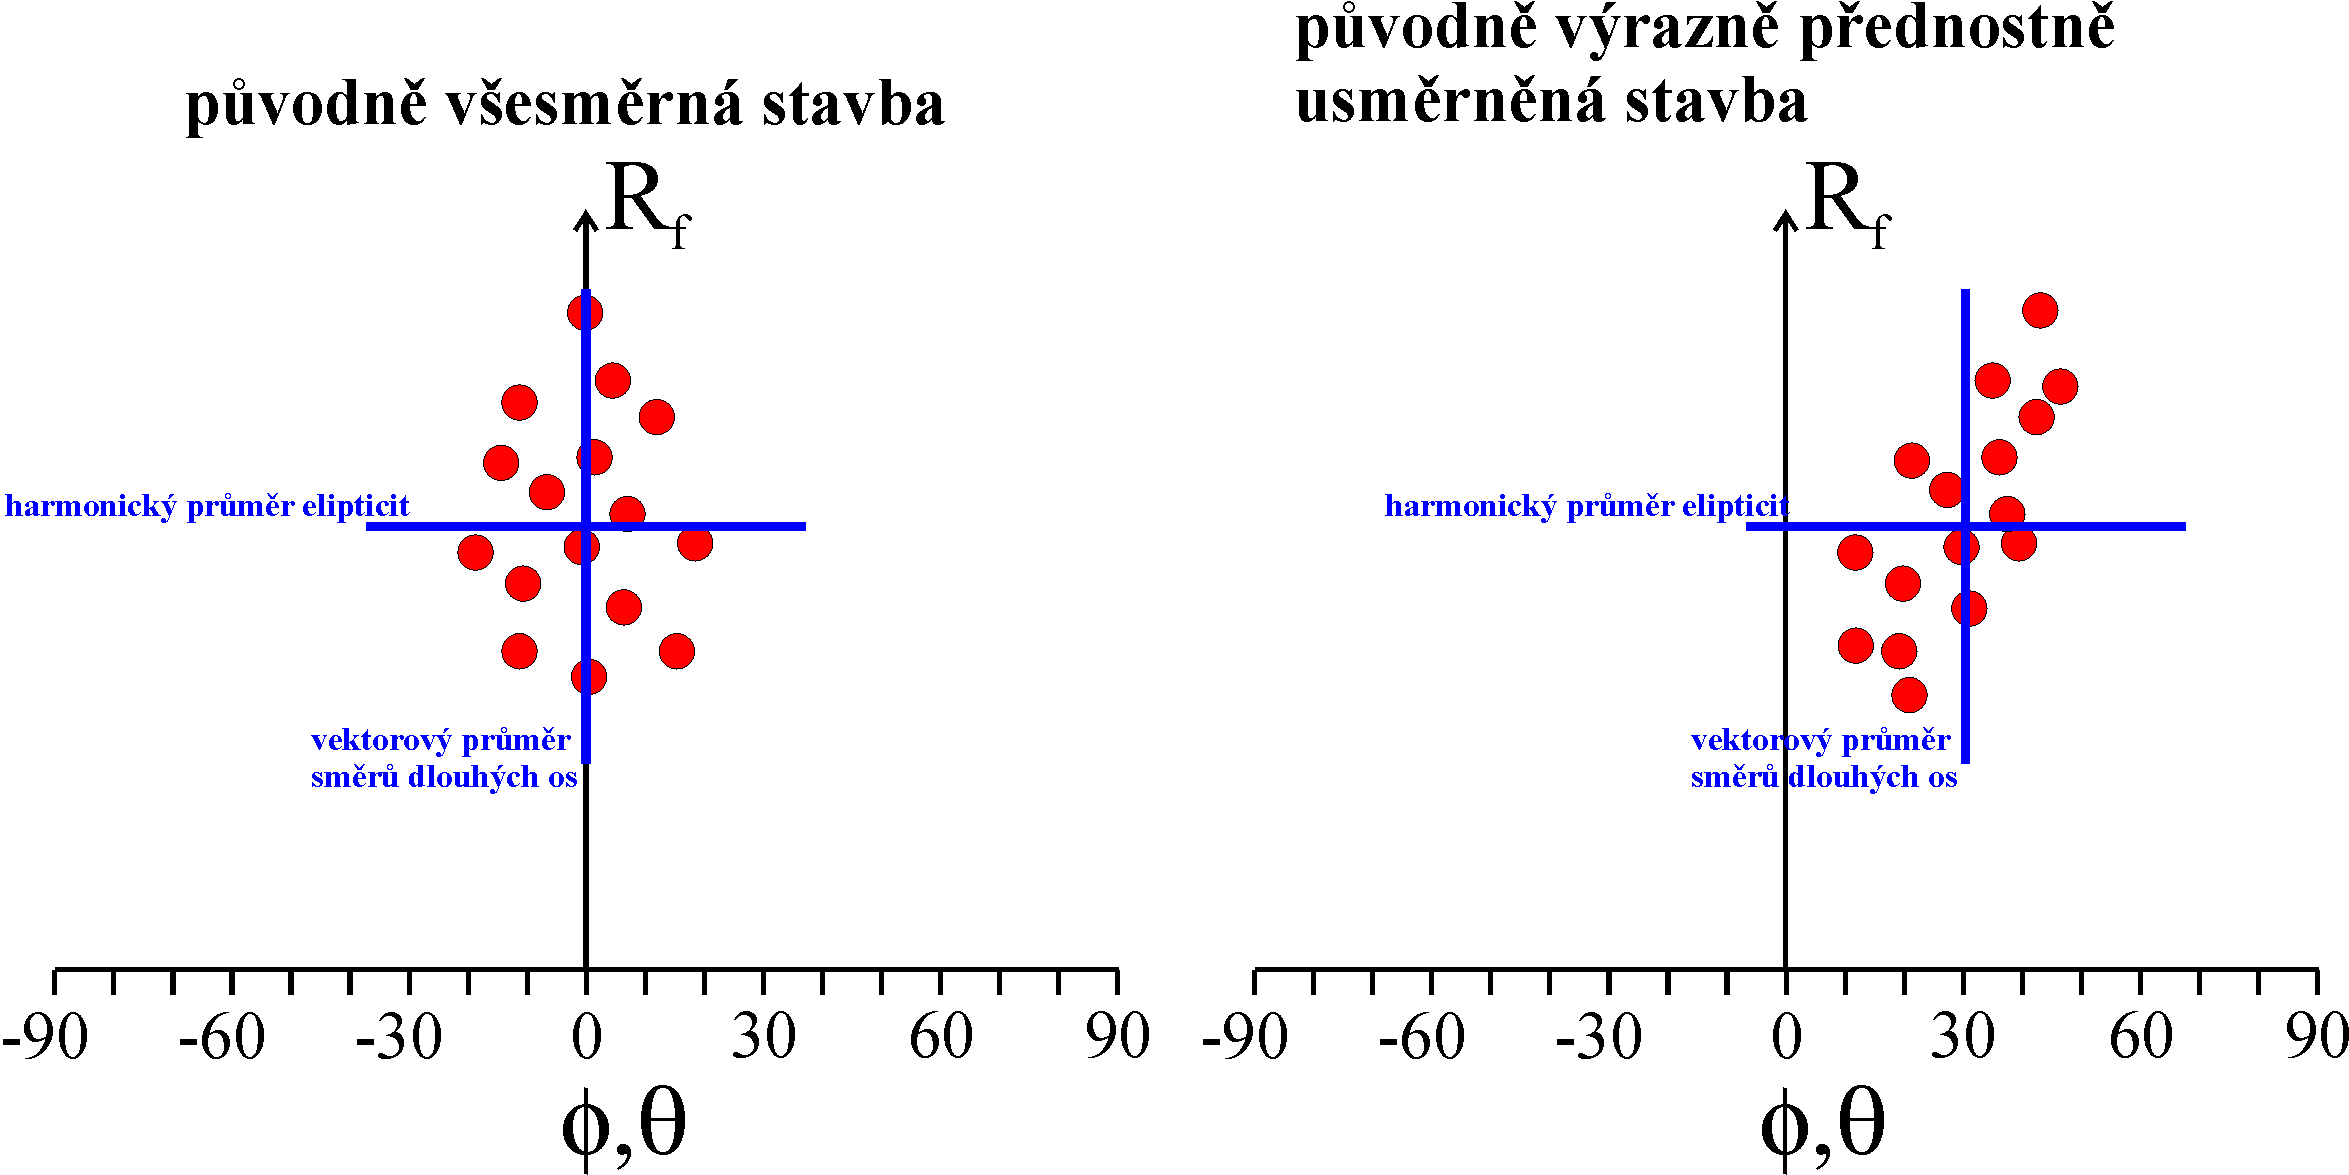 původně všesměrná stavba
R_f
harmonický průměr elipticit
vektorový průměr
směrů dlouhých os
-90 -60 -30 0 30 60 90
ϕ,θ
původně výrazně přednostně
usměrněná stavba
R_f
harmonický průměr elipticit
vektorový průměr
směrů dlouhých os
-90 -60 -30 0 30 60 90
ϕ,θ